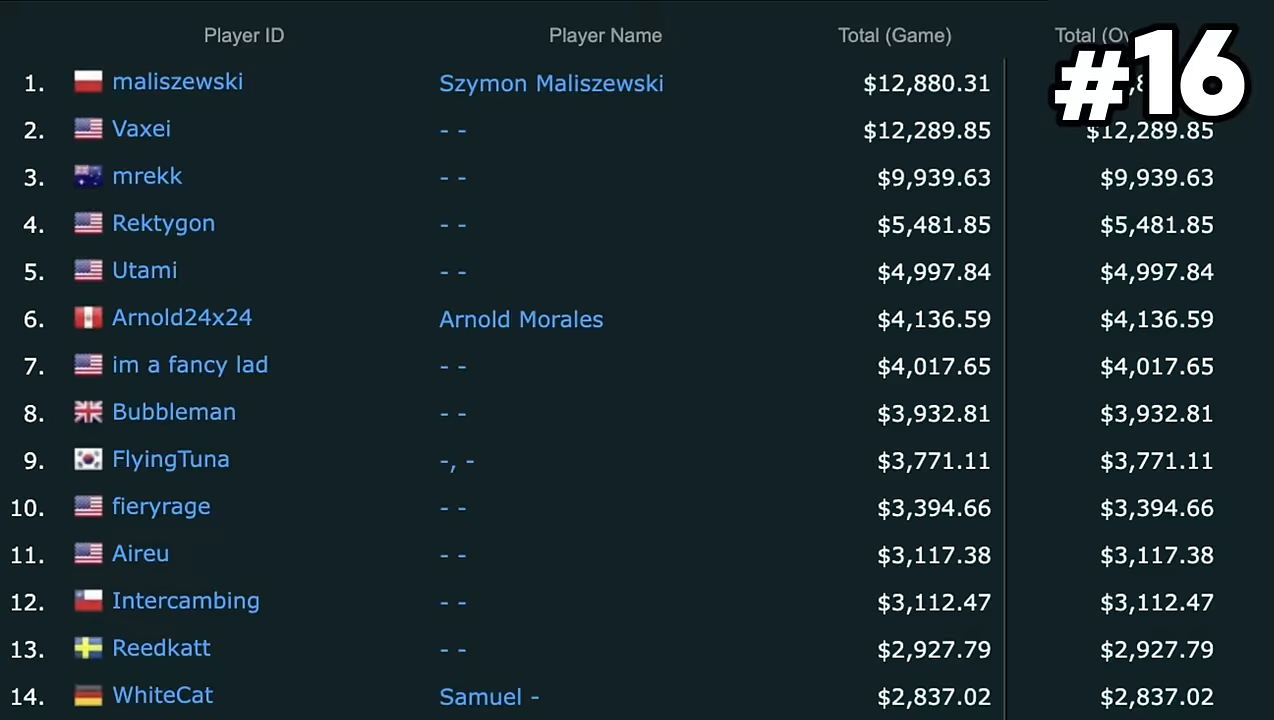 Player ID Player Name Total (Game) Total
#16
1. maliszewski Szymon Maliszewski $12,880.31
2. Vaxei - - $12,289.85 $12,289.85
3. mrekk - - $9,939.63 $9,939.63
4. Rektygon - - $5,481.85 $5,481.85
5. Utami - - $4,997.84 $4,997.84
6. Arnold24x24 Arnold Morales $4,136.59 $4,136.59
7. im a fancy lad - - $4,017.65 $4,017.65
8. Bubbleman - - $3,932.81 $3,932.81
9. FlyingTuna -, - $3,771.11 $3,771.11
10. fieryrage - - $3,394.66 $3,394.66
11. Aireu - - $3,117.38 $3,117.38
12. Intercambing - - $3,112.47 $3,112.47
13. Reedkatt - - $2,927.79 $2,927.79
14. WhiteCat Samuel - $2,837.02 $2,837.02